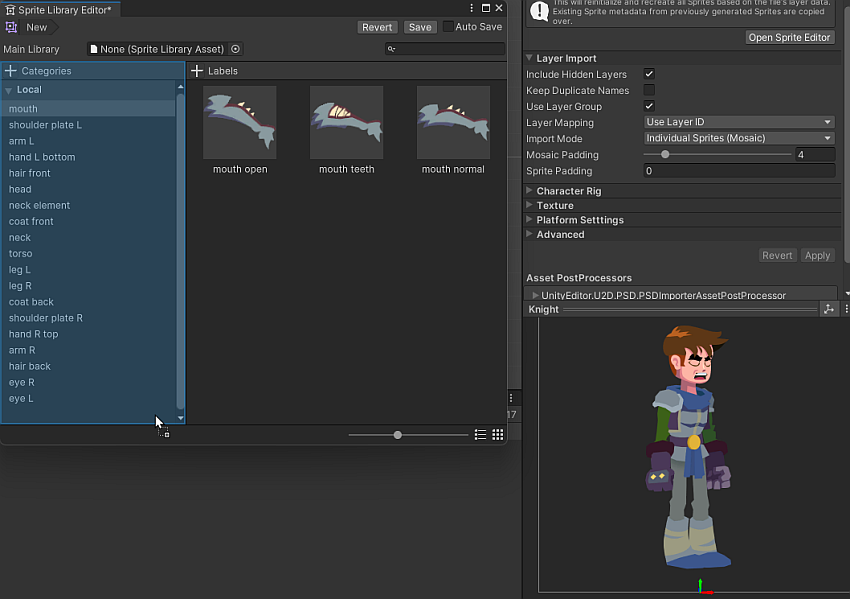 Sprite Library Editor*
New
Revert
Save
Auto Save
Main Library
None (Sprite Library Asset)
Categories
Labels
Local
mouth
shoulder plate L
arm L
hand L bottom
hair front
head
neck element
coat front
neck
torso
leg L
leg R
coat back
shoulder plate R
hand R top
arm R
hair back
eye R
eye L
mouth open
mouth teeth
mouth normal
17
This will reinitialize and recreate all Sprites based on the file's layer data.
Existing Sprite metadata from previously generated Sprites are copied
over.
Open Sprite Editor
Layer Import
Include Hidden Layers
Keep Duplicate Names
Use Layer Group
Layer Mapping
Use Layer ID
Import Mode
Individual Sprites (Mosaic)
Mosaic Padding
4
Sprite Padding
0
Character Rig
Texture
Platform Setttings
Advanced
Revert
Apply
Asset PostProcessors
UnityEditor.U2D.PSD.PSDImporterAssetPostProcessor
Knight